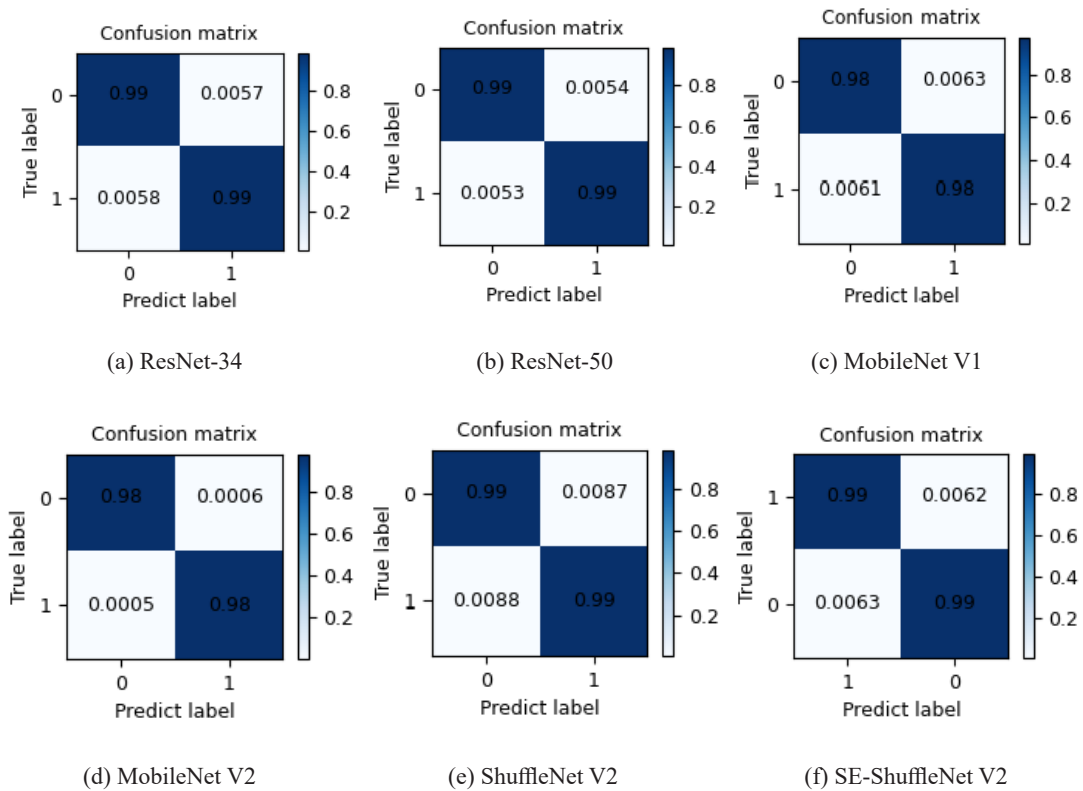 Confusion matrix
0.99 0.0057
0.0058 0.99
0
1
0 1
True label
Predict label
0.8
0.6
0.4
0.2
(a) ResNet-34
Confusion matrix
0.99 0.0054
0.0053 0.99
0
1
0 1
True label
Predict label
0.8
0.6
0.4
0.2
(b) ResNet-50
Confusion matrix
0.98 0.0063
0.0061 0.98
0
1
0 1
True label
Predict label
0.8
0.6
0.4
0.2
(c) MobileNet V1
Confusion matrix
0.98 0.0006
0.0005 0.98
0
1
0 1
True label
Predict label
0.8
0.6
0.4
0.2
(d) MobileNet V2
Confusion matrix
0.99 0.0087
0.0088 0.99
0
1
0 1
True label
Predict label
0.8
0.6
0.4
0.2
(e) ShuffleNet V2
Confusion matrix
0.99 0.0062
0.0063 0.99
1
0
1 0
True label
Predict label
0.8
0.6
0.4
0.2
(f) SE-ShuffleNet V2